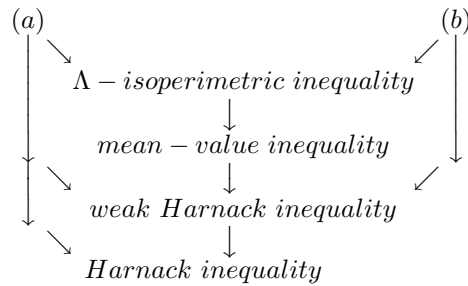 (a) (b)
Λ − isoperimetric inequality
mean − value inequality
weak Harnack inequality
Harnack inequality